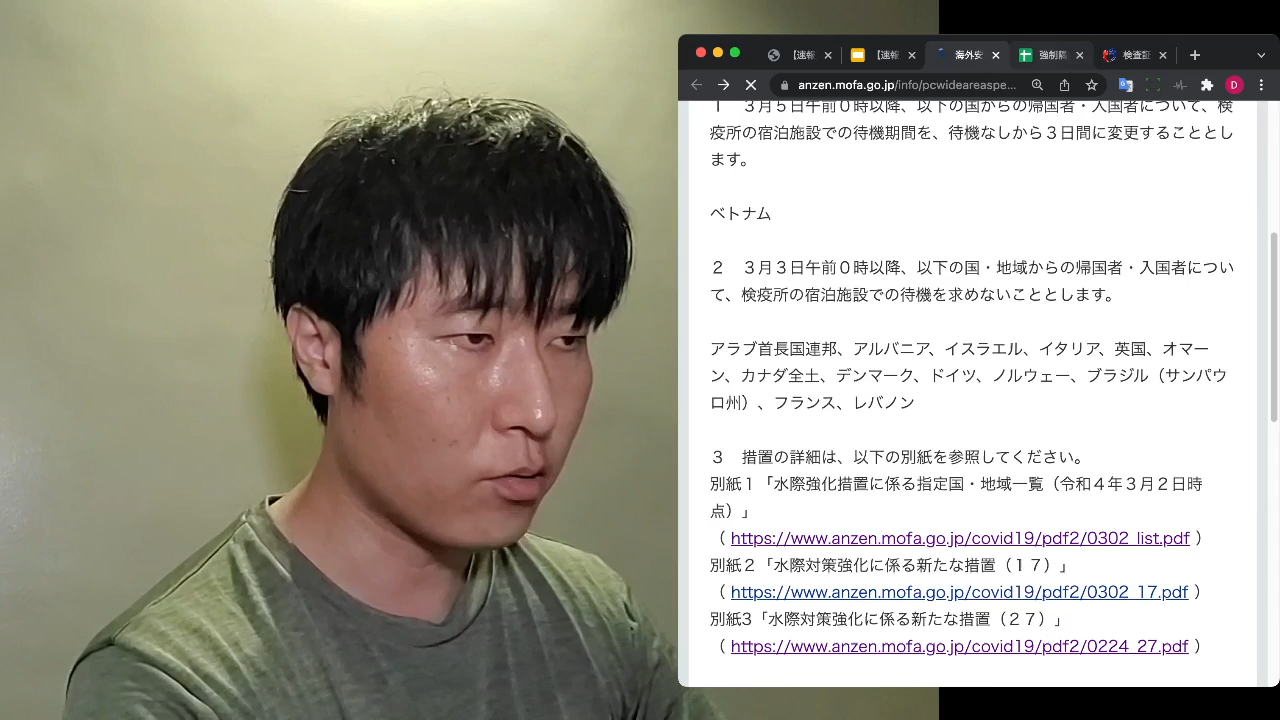 【速報
【速報
海外安
強制隔
検査証
anzen.mofa.go.jp/info/pcwideareaspe...
D
１　３月５日午前０時以降、以下の国からの帰国者・入国者について、検
疫所の宿泊施設での待機期間を、待機なしから３日間に変更することとし
ます。
ベトナム
２　３月３日午前０時以降、以下の国・地域からの帰国者・入国者につい
て、検疫所の宿泊施設での待機を求めないこととします。
アラブ首長国連邦、アルバニア、イスラエル、イタリア、英国、オマー
ン、カナダ全土、デンマーク、ドイツ、ノルウェー、ブラジル（サンパウ
ロ州）、フランス、レバノン
３　措置の詳細は、以下の別紙を参照してください。
別紙１「水際強化措置に係る指定国・地域一覧（令和４年３月２日時
点）」
（ https://www.anzen.mofa.go.jp/covid19/pdf2/0302_list.pdf ）
別紙２「水際対策強化に係る新たな措置（１７）」
（ https://www.anzen.mofa.go.jp/covid19/pdf2/0302_17.pdf ）
別紙3「水際対策強化に係る新たな措置（２７）」
（ https://www.anzen.mofa.go.jp/covid19/pdf2/0224_27.pdf ）